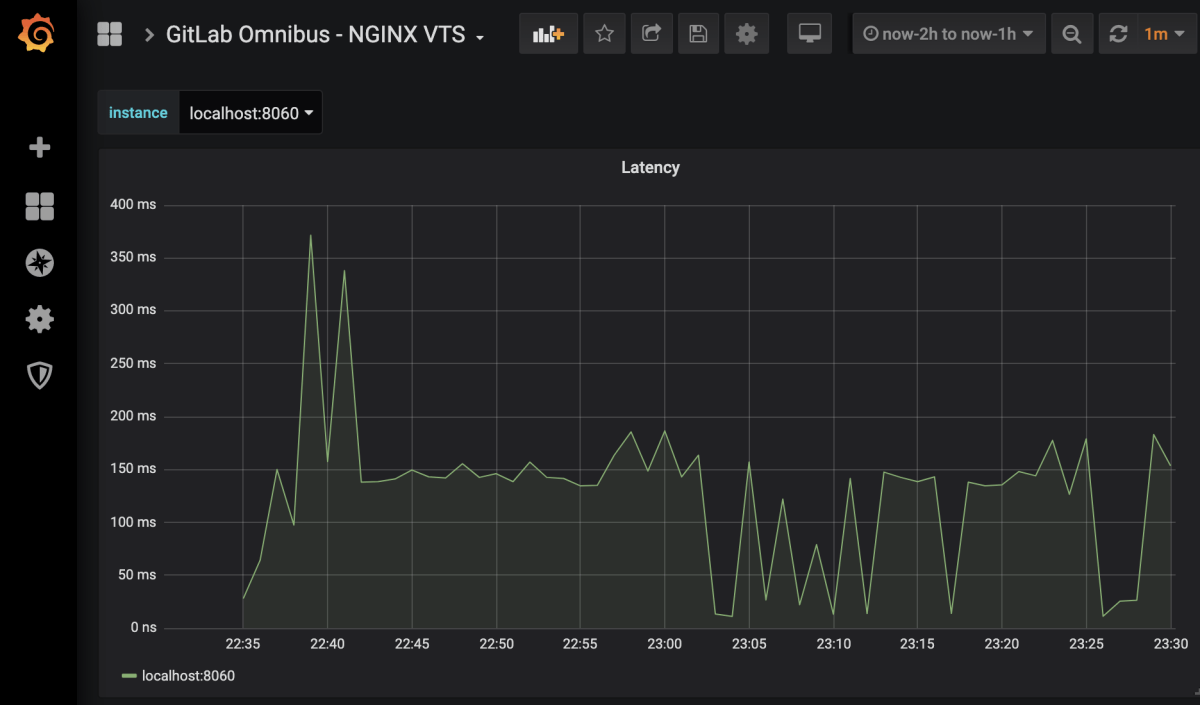 GitLab Omnibus - NGINX VTS
now-2h to now-1h
1m
instance localhost:8060
Latency
400 ms
350 ms
300 ms
250 ms
200 ms
150 ms
100 ms
50 ms
0 ns
22:35 22:40 22:45 22:50 22:55 23:00 23:05 23:10 23:15 23:20 23:25 23:30
localhost:8060